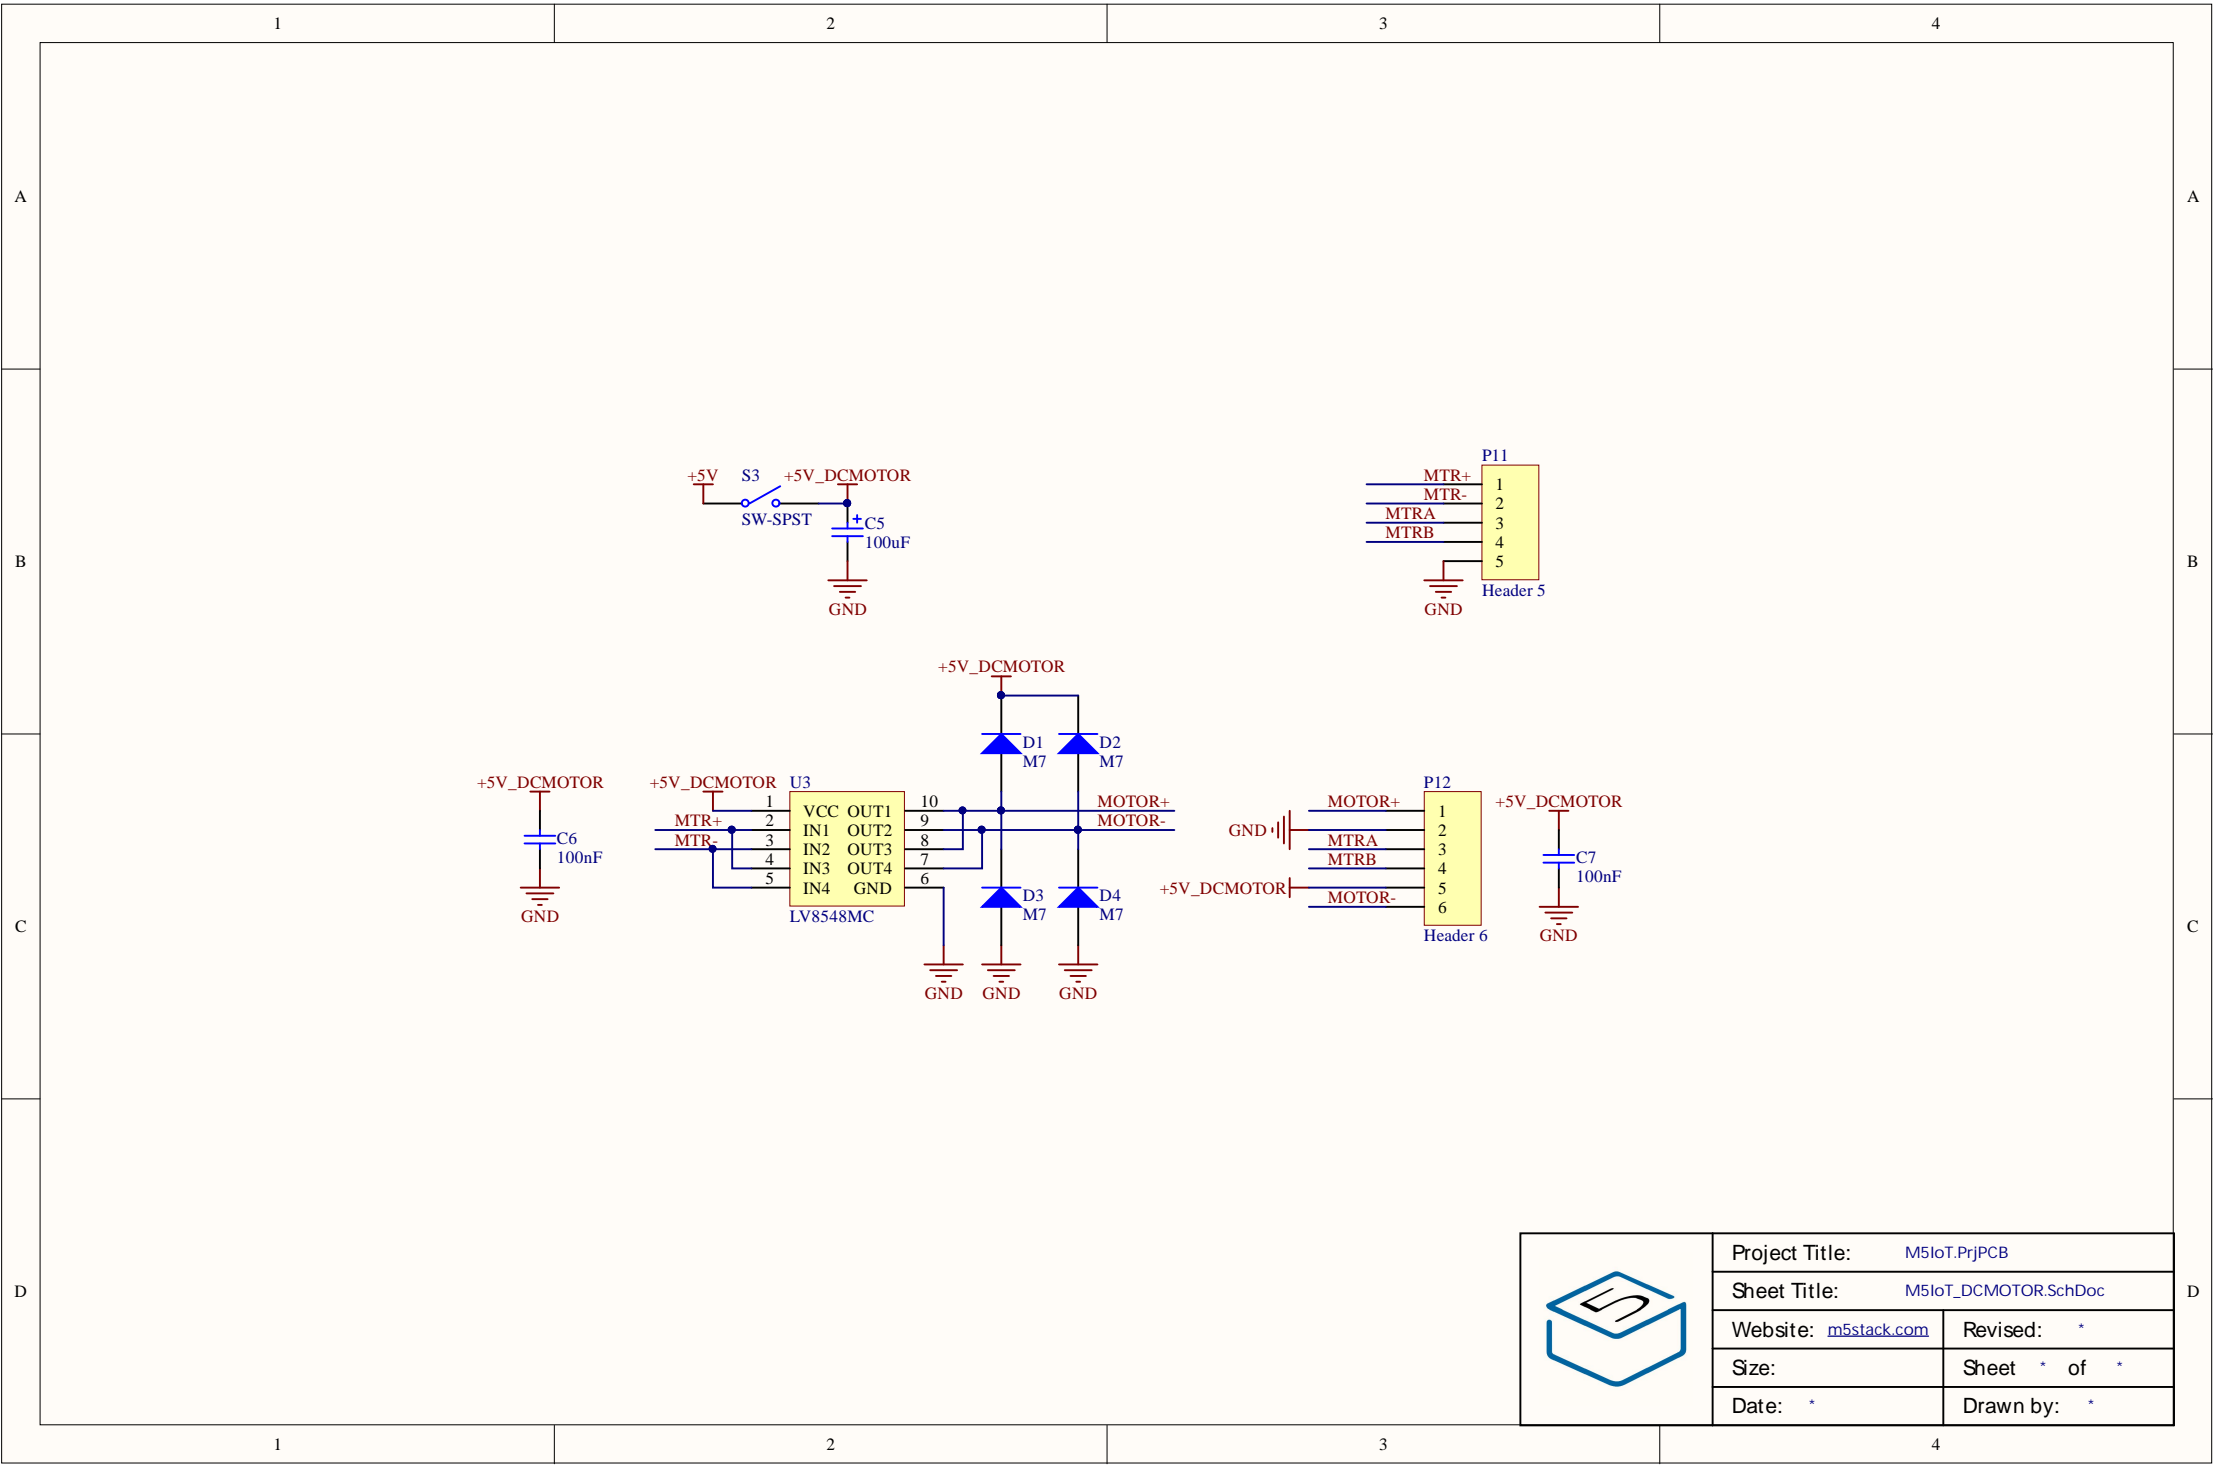 1 2 3 4
A A
+5V S3 +5V_DCMOTOR
SW-SPST
C5
100uF
GND
P11
MTR+ 1
MTR- 2
MTRA 3
MTRB 4
5
GND
Header 5
B B
+5V_DCMOTOR
D1
M7
D2
M7
+5V_DCMOTOR
C6
100nF
GND
+5V_DCMOTOR U3
1 VCC OUT1 10 MOTOR+
MTR+ 2 IN1 OUT2 9 MOTOR-
MTR- 3 IN2 OUT3 8
4 IN3 OUT4 7
5 IN4 GND 6
LV8548MC
D3
M7
D4
M7
GND GND GND
P12
MOTOR+ 1
GND 2
MTRA 3
MTRB 4
+5V_DCMOTOR 5
MOTOR- 6
Header 6
+5V_DCMOTOR
C7
100nF
GND
C C
D D
5
Project Title: M5IoT.PrjPCB
Sheet Title: M5IoT_DCMOTOR.SchDoc
Website: m5stack.com Revised: *
Size: Sheet * of *
Date: * Drawn by: *
1 2 3 4